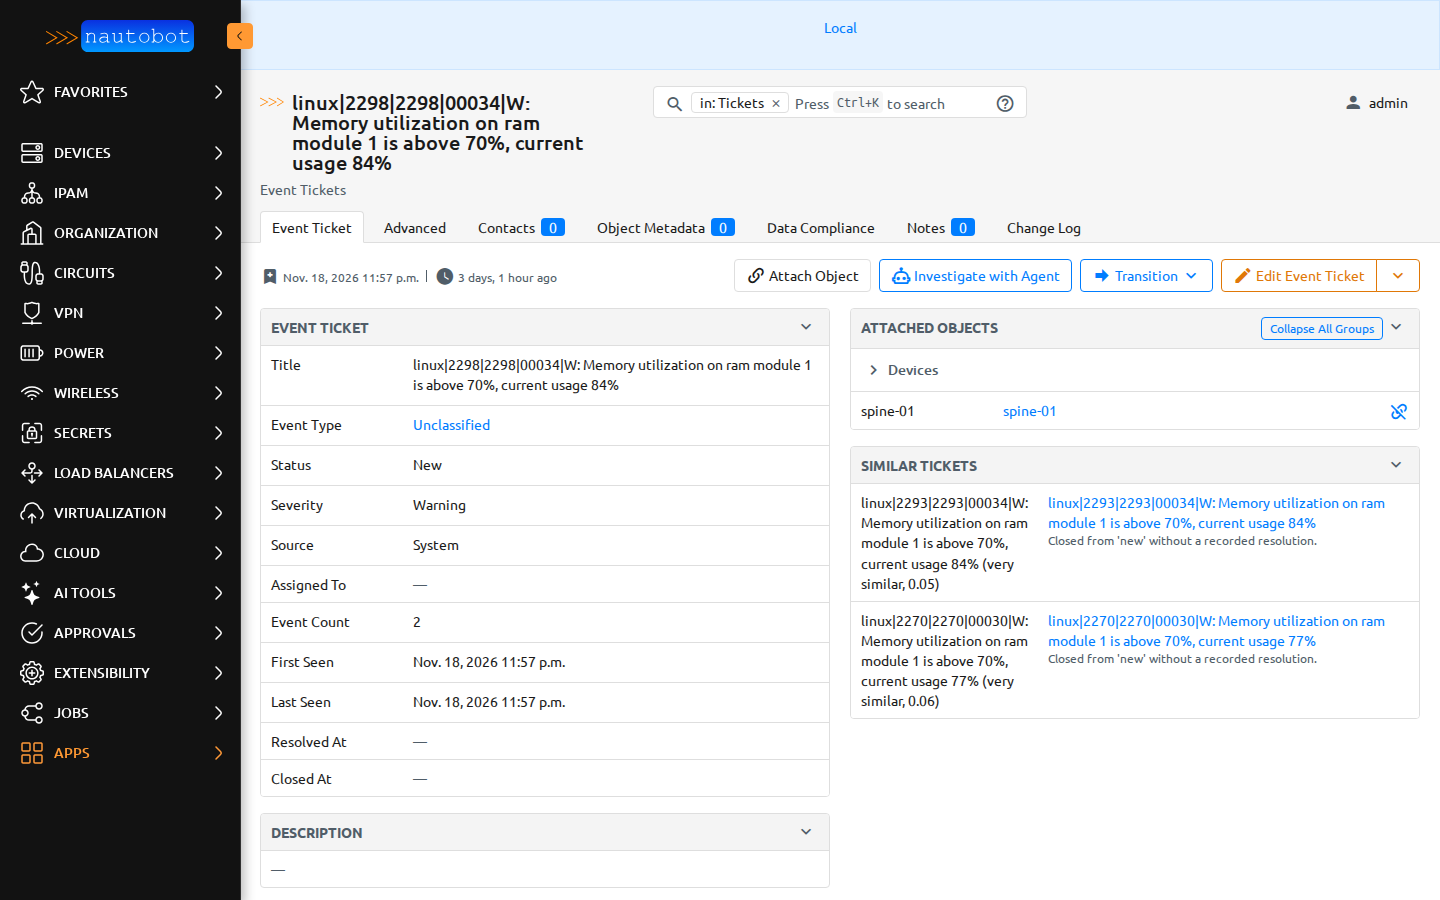 nautobot
FAVORITES
DEVICES
IPAM
ORGANIZATION
CIRCUITS
VPN
POWER
WIRELESS
SECRETS
LOAD BALANCERS
VIRTUALIZATION
CLOUD
AI TOOLS
APPROVALS
EXTENSIBILITY
JOBS
APPS
Local
linux|2298|2298|00034|W:
Memory utilization on ram
module 1 is above 70%, current
usage 84%
in: Tickets × Press Ctrl+K to search
admin
Event Tickets
Event Ticket Advanced Contacts 0 Object Metadata 0 Data Compliance Notes 0 Change Log
Nov. 18, 2026 11:57 p.m. | 3 days, 1 hour ago
Attach Object Investigate with Agent Transition Edit Event Ticket
EVENT TICKET
Title linux|2298|2298|00034|W: Memory utilization on ram module 1
is above 70%, current usage 84%
Event Type Unclassified
Status New
Severity Warning
Source System
Assigned To —
Event Count 2
First Seen Nov. 18, 2026 11:57 p.m.
Last Seen Nov. 18, 2026 11:57 p.m.
Resolved At —
Closed At —
DESCRIPTION
—
ATTACHED OBJECTS Collapse All Groups
Devices
spine-01 spine-01
SIMILAR TICKETS
linux|2293|2293|00034|W:
Memory utilization on ram
module 1 is above 70%,
current usage 84% (very
similar, 0.05)
linux|2293|2293|00034|W: Memory utilization on ram
module 1 is above 70%, current usage 84%
Closed from 'new' without a recorded resolution.
linux|2270|2270|00030|W:
Memory utilization on ram
module 1 is above 70%,
current usage 77% (very
similar, 0.06)
linux|2270|2270|00030|W: Memory utilization on ram
module 1 is above 70%, current usage 77%
Closed from 'new' without a recorded resolution.